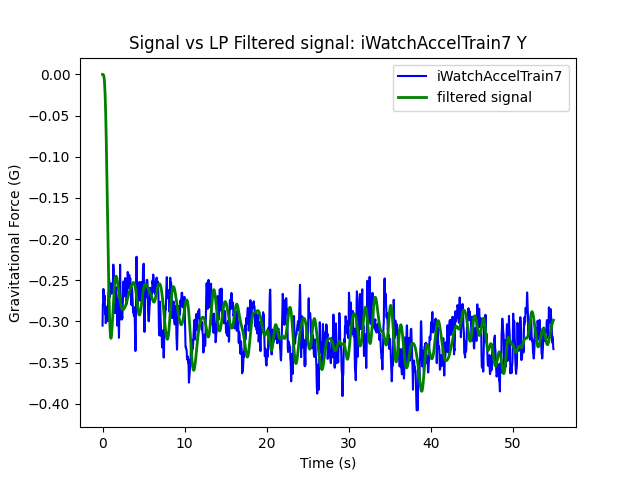 Signal vs LP Filtered signal: iWatchAccelTrain7 Y
iWatchAccelTrain7
filtered signal
0.00
−0.05
−0.10
−0.15
−0.20
−0.25
−0.30
−0.35
−0.40
Gravitational Force (G)
0 10 20 30 40 50
Time (s)